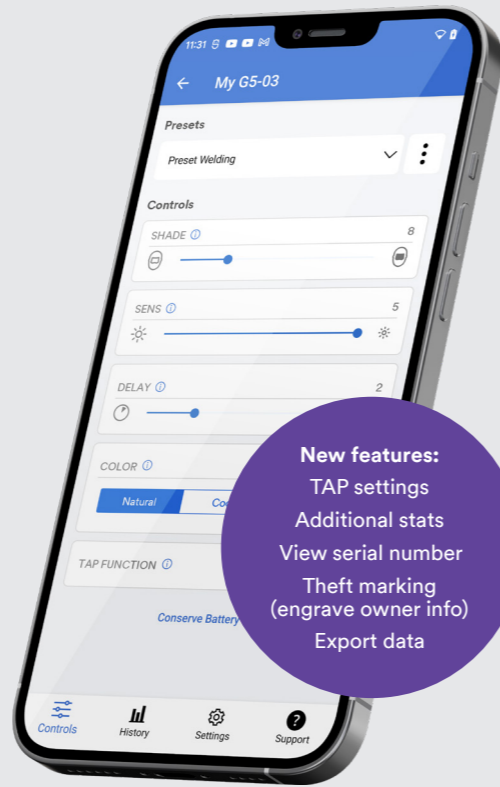 11:31
My G5-03
Presets
Preset Welding
Controls
SHADE
8
SENS
5
DELAY
2
COLOR
Natural
TAP FUNCTION
Conserve Battery
Controls
History
Settings
Support
New features:
TAP settings
Additional stats
View serial number
Theft marking
(engrave owner info)
Export data